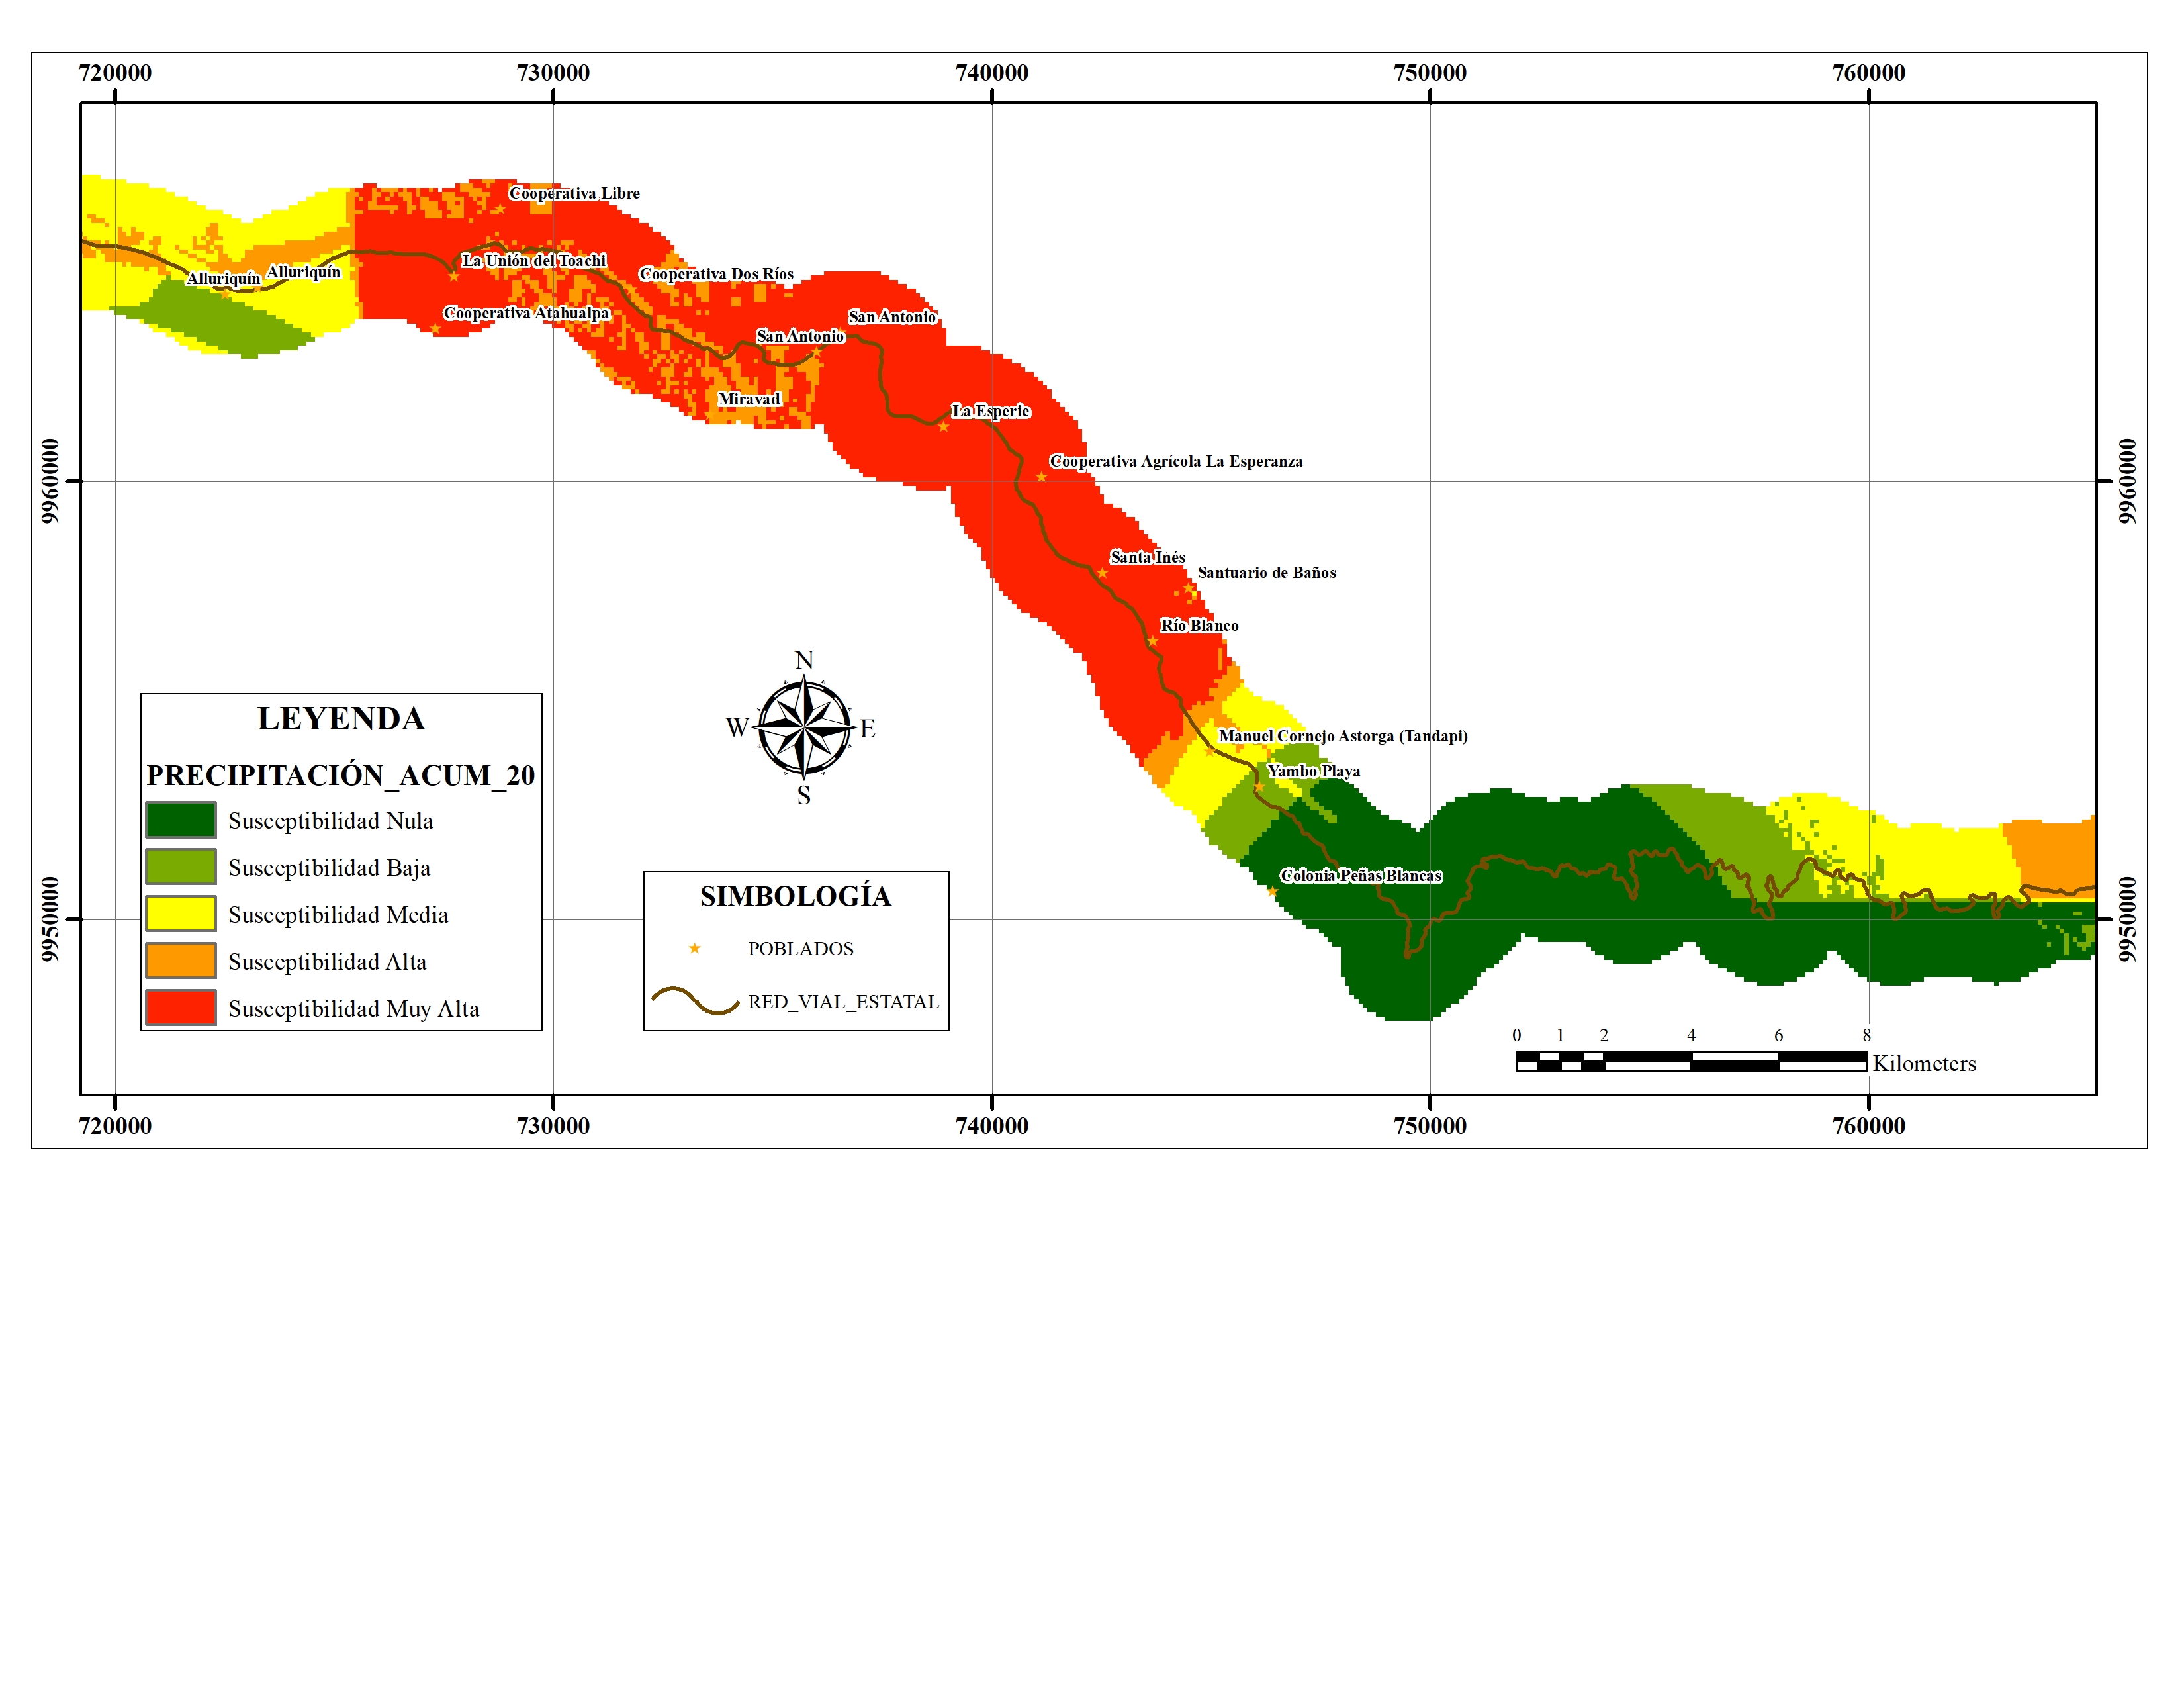 720000 730000 740000 750000 760000
Cooperativa Libre
La Unión del Toachi
Alluriquín
Alluriquín
Cooperativa Dos Ríos
Cooperativa Atahualpa
San Antonio
San Antonio
Miravad
La Esperie
Cooperativa Agrícola La Esperanza
9960000
9960000
Santa Inés
Santuario de Baños
Río Blanco
Manuel Cornejo Astorga (Tandapi)
Yambo Playa
Colonia Peñas Blancas
N
W E
S
LEYENDA
PRECIPITACIÓN_ACUM_20
Susceptibilidad Nula
Susceptibilidad Baja
Susceptibilidad Media
Susceptibilidad Alta
Susceptibilidad Muy Alta
SIMBOLOGÍA
POBLADOS
RED_VIAL_ESTATAL
9950000
9950000
0 1 2 4 6 8
Kilometers
720000 730000 740000 750000 760000